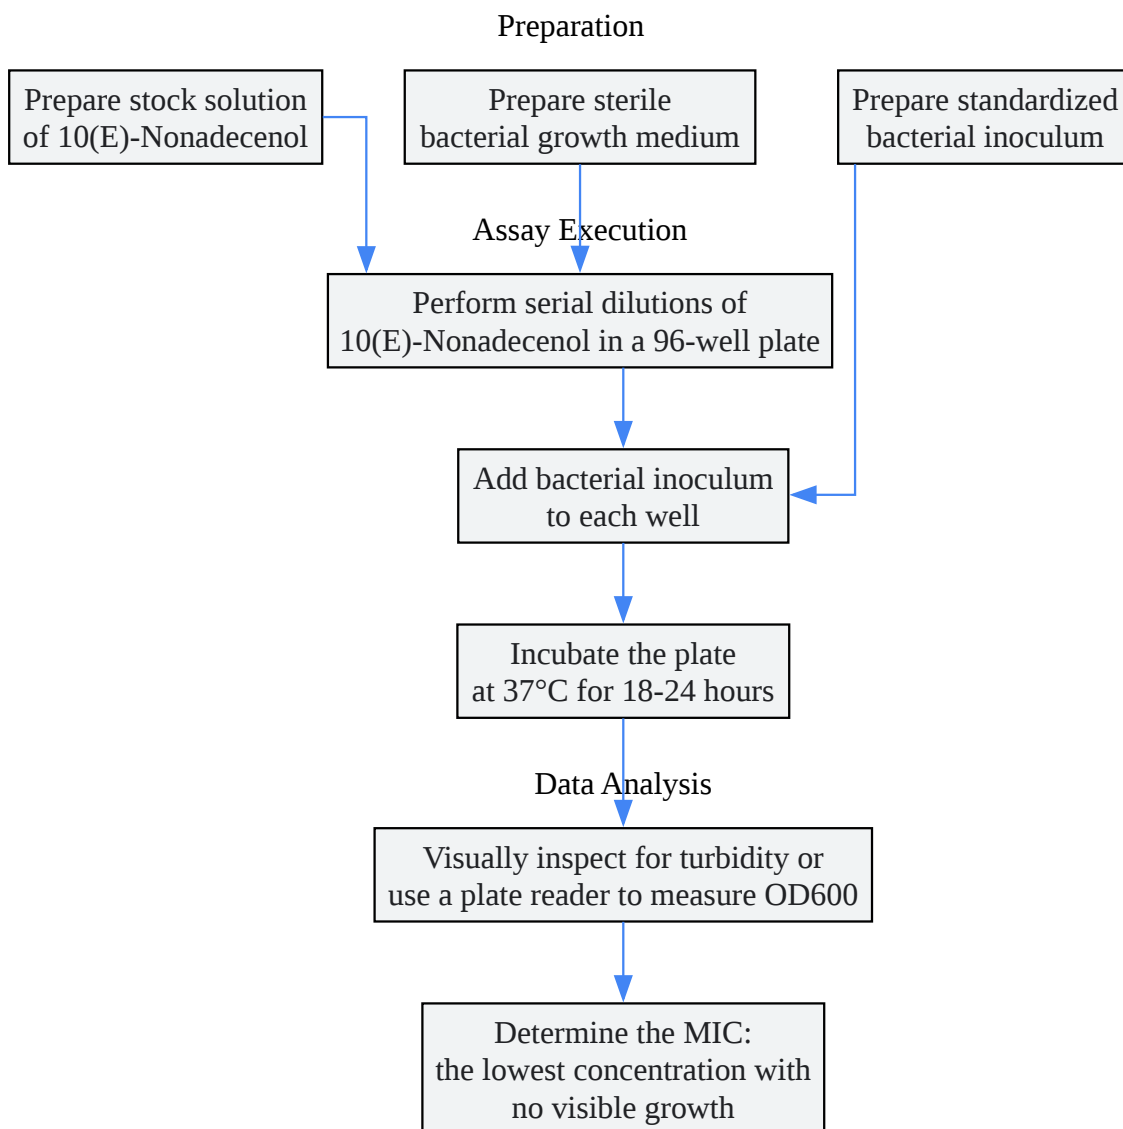 Preparation
Prepare stock solution
of 10(E)-Nonadecenol
Prepare sterile
bacterial growth medium
Prepare standardized
bacterial inoculum
Assay Execution
Perform serial dilutions of
10(E)-Nonadecenol in a 96-well plate
Add bacterial inoculum
to each well
Incubate the plate
at 37°C for 18-24 hours
Data Analysis
Visually inspect for turbidity or
use a plate reader to measure OD600
Determine the MIC:
the lowest concentration with
no visible growth